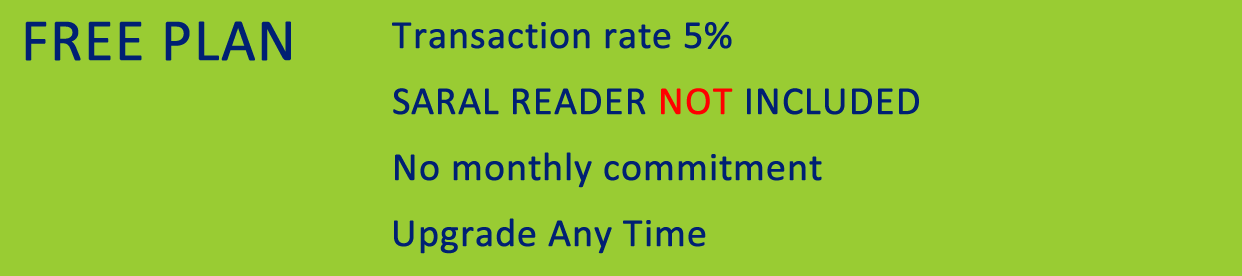 FREE PLAN
Transaction rate 5%
SARAL READER NOT INCLUDED
No monthly commitment
Upgrade Any Time